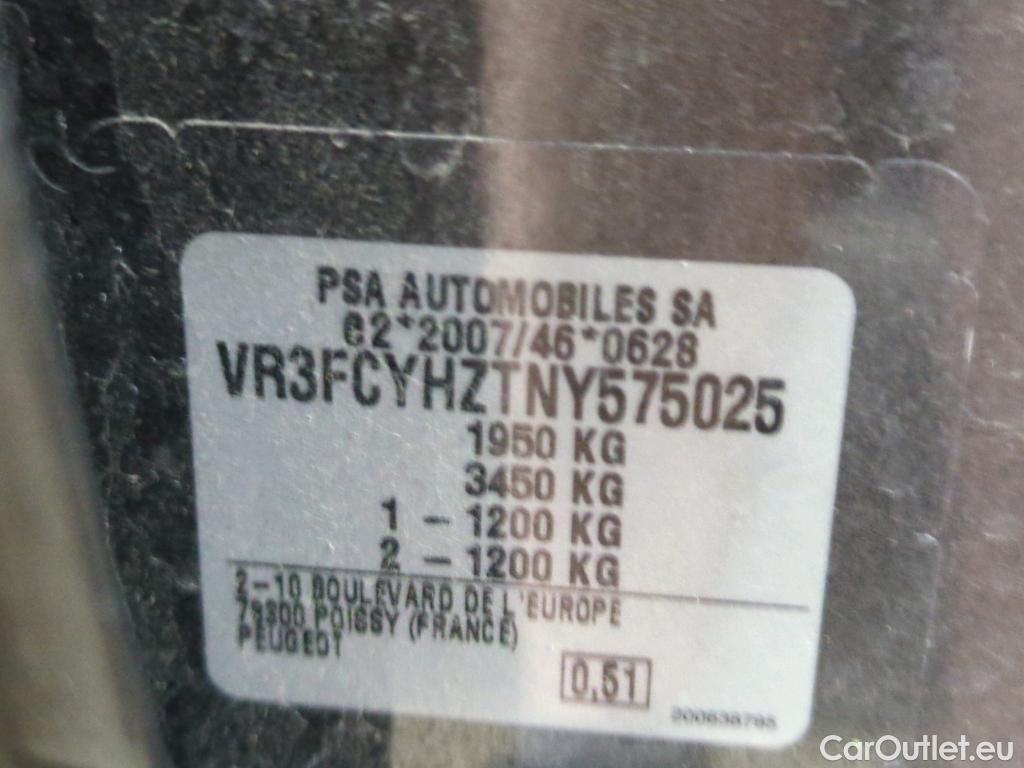 PSA AUTOMOBILES SA
e2*2007/46*0628
VR3FCYHZTNY575025
1950 KG
3450 KG
1 - 1200 KG
2 - 1200 KG
2-10 BOULEVARD DE L'EUROPE
78300 POISSY (FRANCE)
PEUGEOT
0,51
200638765
CarOutlet.eu